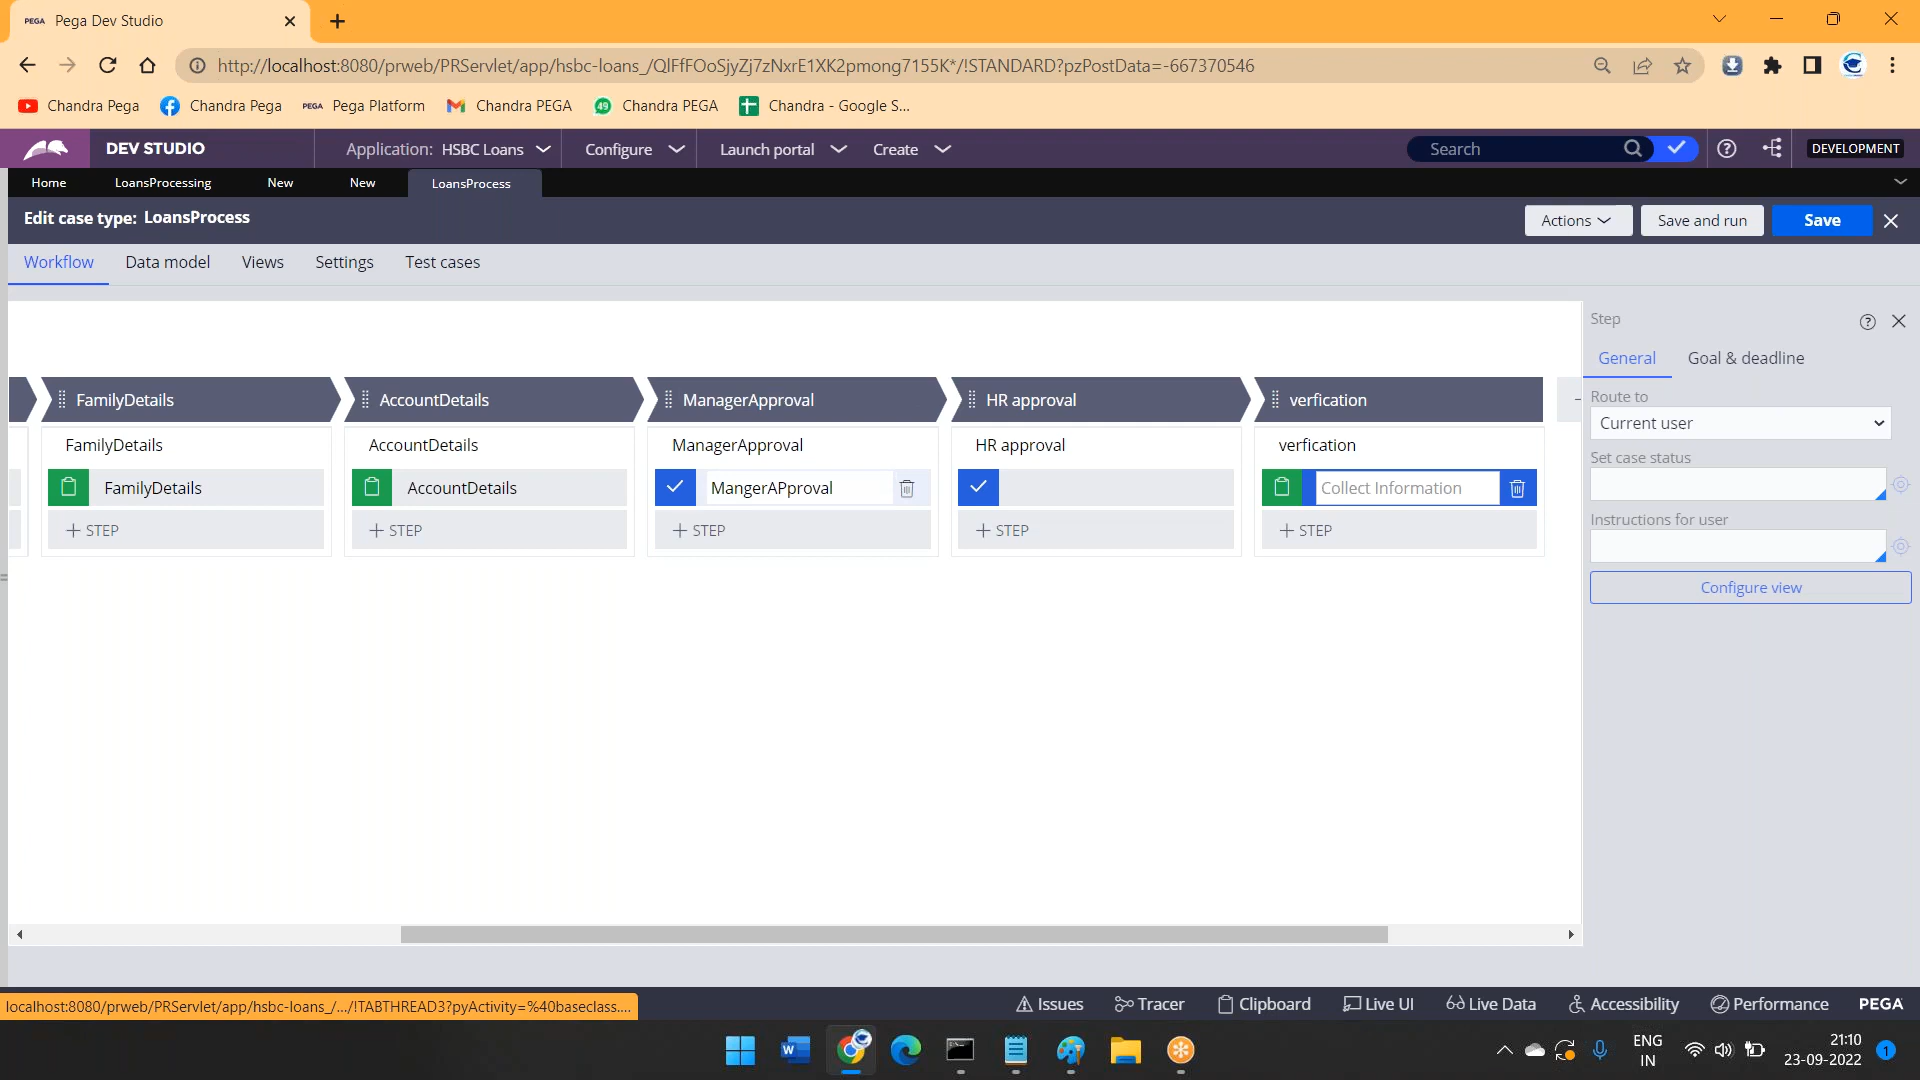 PEGA Pega Dev Studio
http://localhost:8080/prweb/PRServlet/app/hsbc-loans_/QlFfFOoSjyZj7zNxrE1XK2pmong7155K*/!STANDARD?pzPostData=-667370546
Chandra Pega Chandra Pega PEGA Pega Platform Chandra PEGA 49 Chandra PEGA Chandra - Google S...
DEV STUDIO Application: HSBC Loans Configure Launch portal Create Search DEVELOPMENT
Home LoansProcessing New New LoansProcess
Edit case type: LoansProcess Actions Save and run Save
Workflow Data model Views Settings Test cases
Step
General Goal & deadline
Route to
Current user
Set case status
Instructions for user
Configure view
FamilyDetails AccountDetails ManagerApproval HR approval verfication
FamilyDetails AccountDetails ManagerApproval HR approval verfication
FamilyDetails AccountDetails MangerAPproval Collect Information
STEP STEP STEP STEP STEP
localhost:8080/prweb/PRServlet/app/hsbc-loans_/.../!TABTHREAD3?pyActivity=%40baseclass....
Issues Tracer Clipboard Live UI Live Data Accessibility Performance PEGA
ENG
IN
21:10
23-09-2022
1